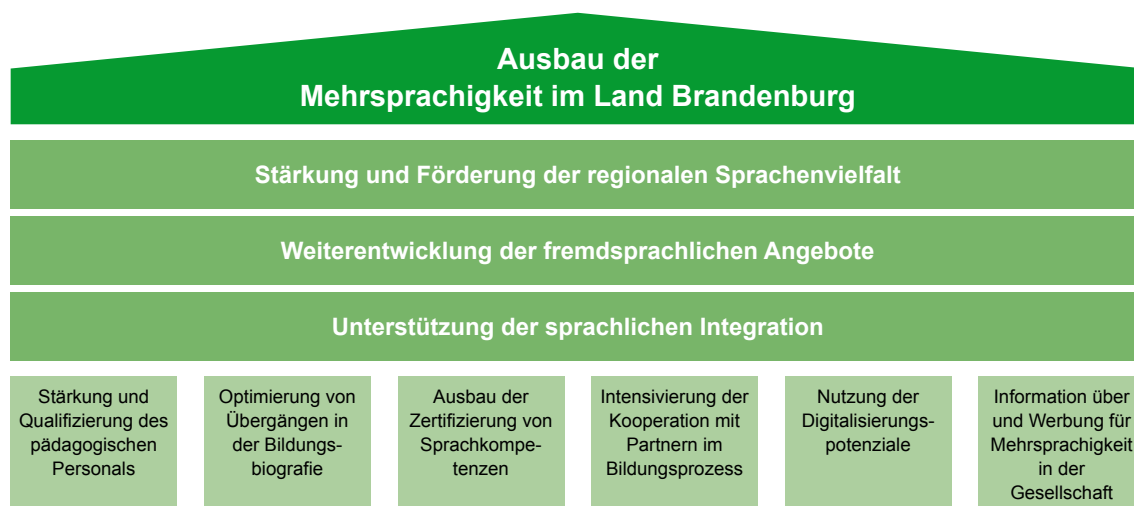 Ausbau der
Mehrsprachigkeit im Land Brandenburg
Stärkung und Förderung der regionalen Sprachenvielfalt
Weiterentwicklung der fremdsprachlichen Angebote
Unterstützung der sprachlichen Integration
Stärkung und
Qualifizierung des
pädagogischen
Personals
Optimierung von
Übergängen in
der Bildungs-
biografie
Ausbau der
Zertifizierung von
Sprachkompe-
tenzen
Intensivierung der
Kooperation mit
Partnern im
Bildungsprozess
Nutzung der
Digitalisierungs-
potenziale
Information über
und Werbung für
Mehrsprachigkeit
in der
Gesellschaft